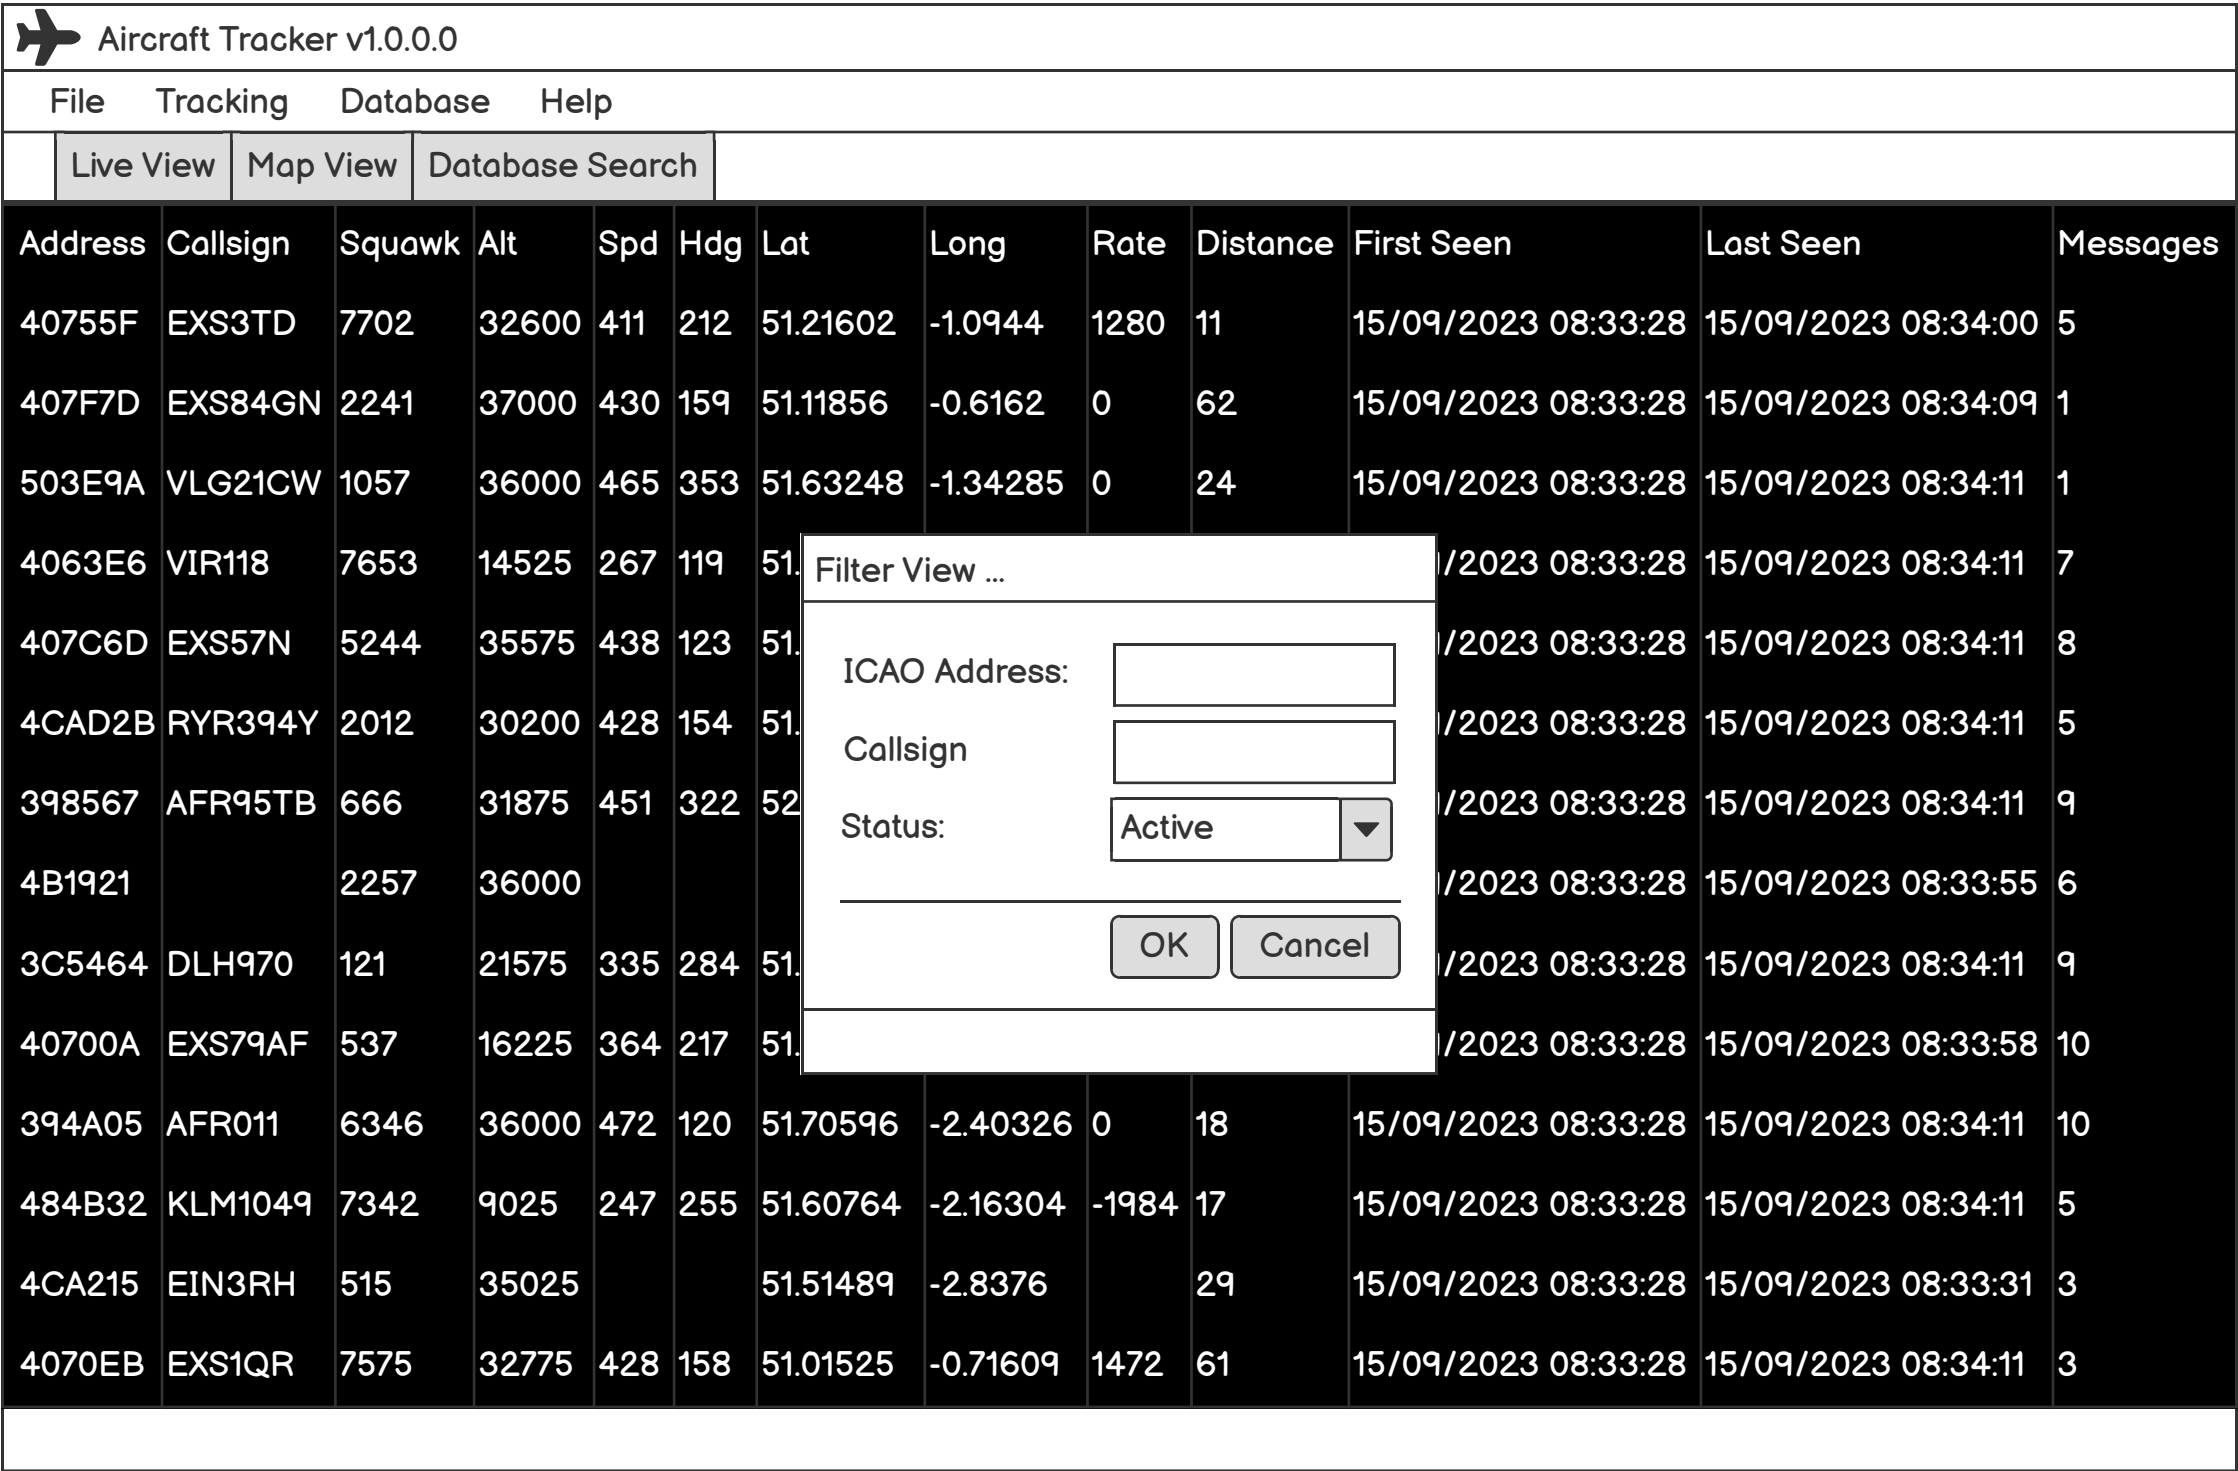 Aircraft Tracker v1.0.0.0
File Tracking Database Help
Live View Map View Database Search
Address Callsign Squawk Alt Spd Hdg Lat Long Rate Distance First Seen Last Seen Messages
40755F EXS3TD 7702 32600 411 212 51.21602 -1.0944 1280 11 15/09/2023 08:33:28 15/09/2023 08:34:00 5
407F7D EXS84GN 2241 37000 430 159 51.11856 -0.6162 0 62 15/09/2023 08:33:28 15/09/2023 08:34:09 1
503E9A VLG21CW 1057 36000 465 353 51.63248 -1.34285 0 24 15/09/2023 08:33:28 15/09/2023 08:34:11 1
4063E6 VIR118 7653 14525 267 119 51. /2023 08:33:28 15/09/2023 08:34:11 7
407C6D EXS57N 5244 35575 438 123 51. /2023 08:33:28 15/09/2023 08:34:11 8
4CAD2B RYR394Y 2012 30200 428 154 51. /2023 08:33:28 15/09/2023 08:34:11 5
398567 AFR95TB 666 31875 451 322 52 /2023 08:33:28 15/09/2023 08:34:11 9
4B1921 2257 36000 /2023 08:33:28 15/09/2023 08:33:55 6
3C5464 DLH970 121 21575 335 284 51. /2023 08:33:28 15/09/2023 08:34:11 9
40700A EXS79AF 537 16225 364 217 51. /2023 08:33:28 15/09/2023 08:33:58 10
394A05 AFR011 6346 36000 472 120 51.70596 -2.40326 0 18 15/09/2023 08:33:28 15/09/2023 08:34:11 10
484B32 KLM1049 7342 9025 247 255 51.60764 -2.16304 -1984 17 15/09/2023 08:33:28 15/09/2023 08:34:11 5
4CA215 EIN3RH 515 35025 51.51489 -2.8376 29 15/09/2023 08:33:28 15/09/2023 08:33:31 3
4070EB EXS1QR 7575 32775 428 158 51.01525 -0.71609 1472 61 15/09/2023 08:33:28 15/09/2023 08:34:11 3
Filter View ...
ICAO Address:
Callsign
Status: Active
OK Cancel